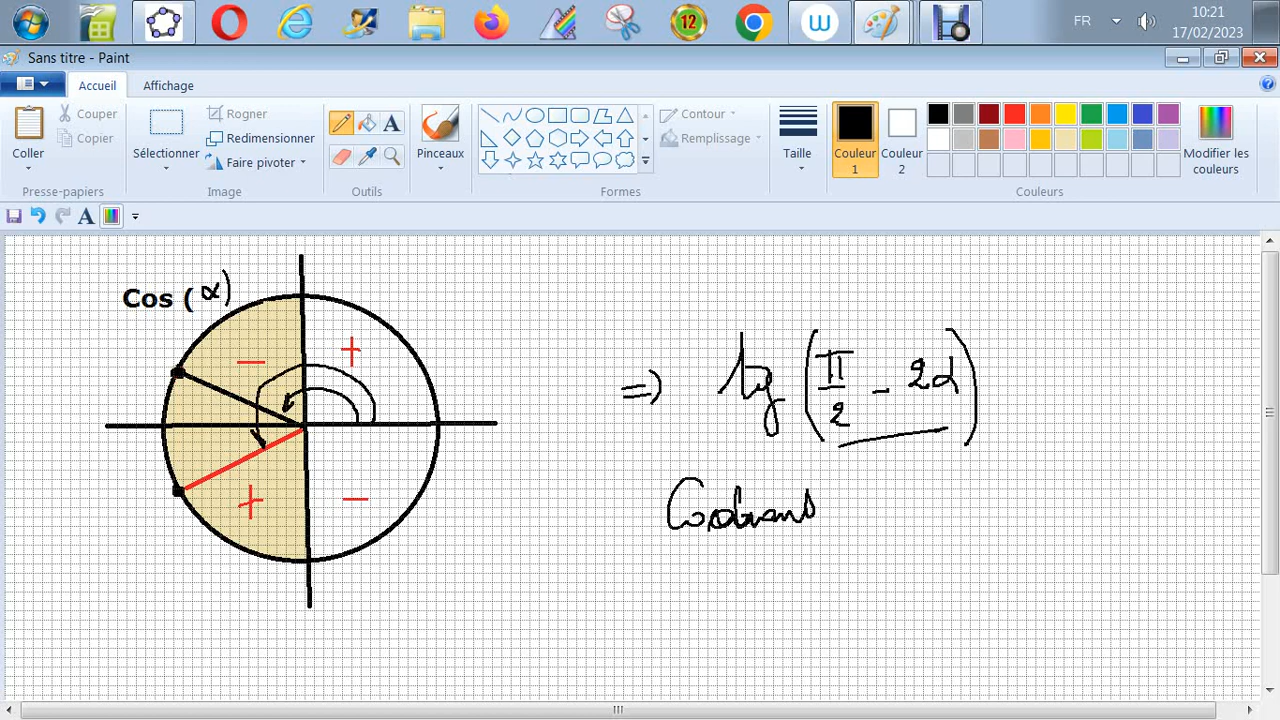 FR
10:21
17/02/2023
12
W
Sans titre - Paint
Accueil Affichage
Coller
Couper
Copier
Presse-papiers
Sélectionner
Rogner
Redimensionner
Faire pivoter
Image
A
Outils
Pinceaux
Contour
Remplissage
Formes
Taille
Couleur 1
Couleur 2
Modifier les couleurs
Couleurs
A
Cos (α)
− +
+ −
=> tg (π/2 - 2α)